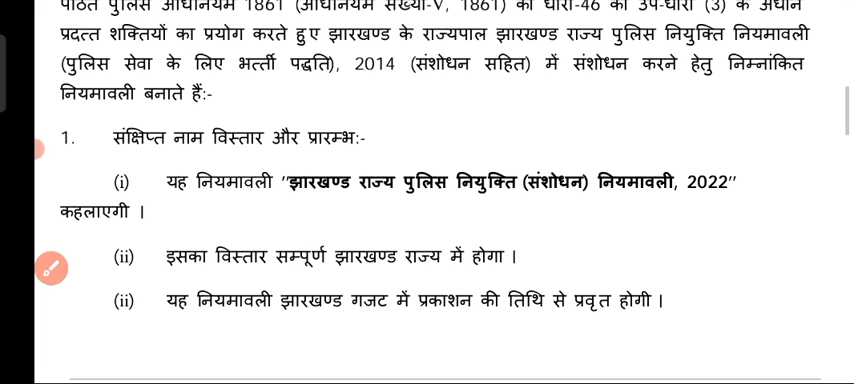 पठित पुलिस अधिनियम 1861 (अधिनियम संख्या-V, 1861) की धारा-46 की उप-धारा (3) के अधीन
प्रदत्त शक्तियों का प्रयोग करते हुए झारखण्ड के राज्यपाल झारखण्ड राज्य पुलिस नियुक्ति नियमावली
(पुलिस सेवा के लिए भर्त्ती पद्धति), 2014 (संशोधन सहित) में संशोधन करने हेतु निम्नांकित
नियमावली बनाते हैं:-
1. संक्षिप्त नाम विस्तार और प्रारम्भ:-
(i) यह नियमावली "झारखण्ड राज्य पुलिस नियुक्ति (संशोधन) नियमावली, 2022"
कहलाएगी ।
(ii) इसका विस्तार सम्पूर्ण झारखण्ड राज्य में होगा ।
(ii) यह नियमावली झारखण्ड गजट में प्रकाशन की तिथि से प्रवृत होगी ।